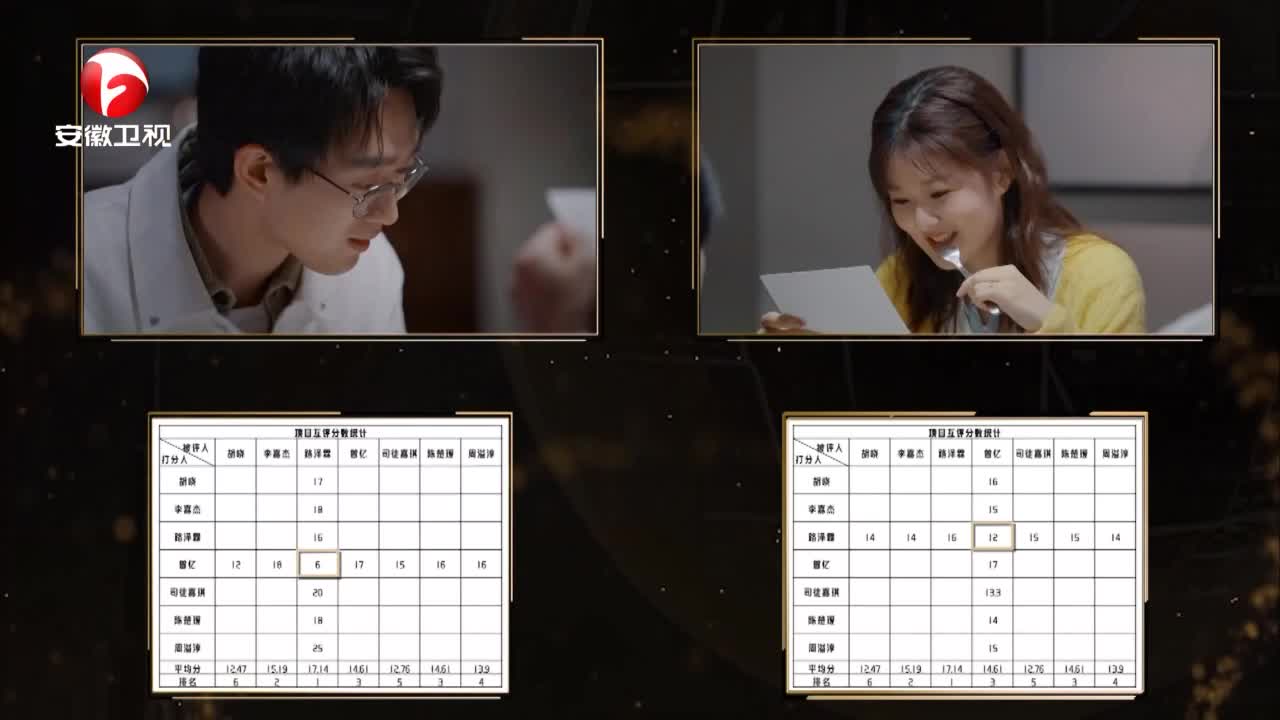 安徽卫视
项目互评分数统计
被评人 胡晓 李嘉杰 路泽霖 曾忆 司徒嘉琪 陈楚瑷 周溢淳
打分人
胡晓 17
李嘉杰 18
路泽霖 16
曾忆 12 18 6 17 15 16 16
司徒嘉琪 20
陈楚瑷 18
周溢淳 25
平均分 12.47 15.19 17.14 14.61 12.76 14.61 13.9
排名 6 2 1 3 5 3 4
项目互评分数统计
被评人 胡晓 李嘉杰 路泽霖 曾忆 司徒嘉琪 陈楚瑷 周溢淳
打分人
胡晓 16
李嘉杰 15
路泽霖 14 14 16 12 15 15 14
曾忆 17
司徒嘉琪 13.3
陈楚瑷 14
周溢淳 15
平均分 12.47 15.19 17.14 14.61 12.76 14.61 13.9
排名 6 2 1 3 5 3 4